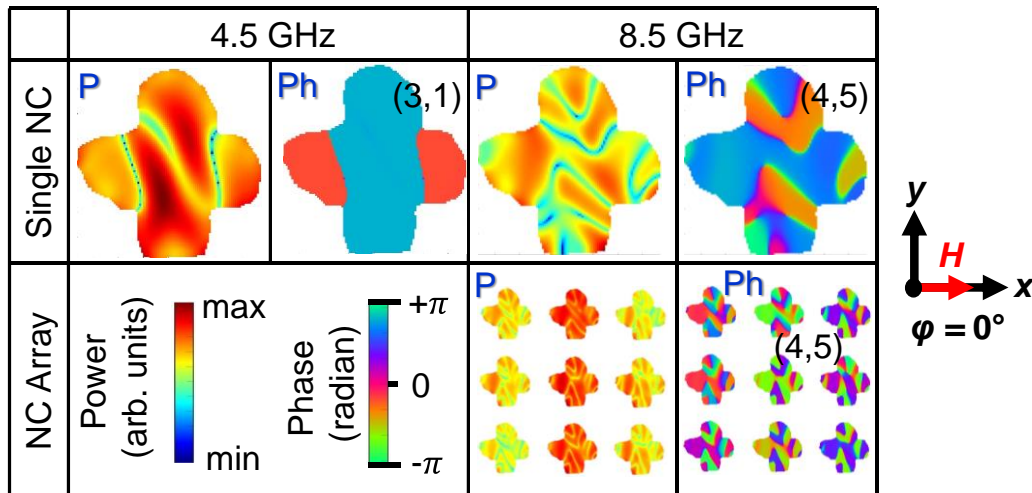 4.5 GHz
8.5 GHz
Single NC
P
Ph
(3,1)
P
Ph
(4,5)
NC Array
Power
(arb. units)
max
min
Phase
(radian)
+π
0
-π
P
Ph
(4,5)
y
H
x
φ = 0°